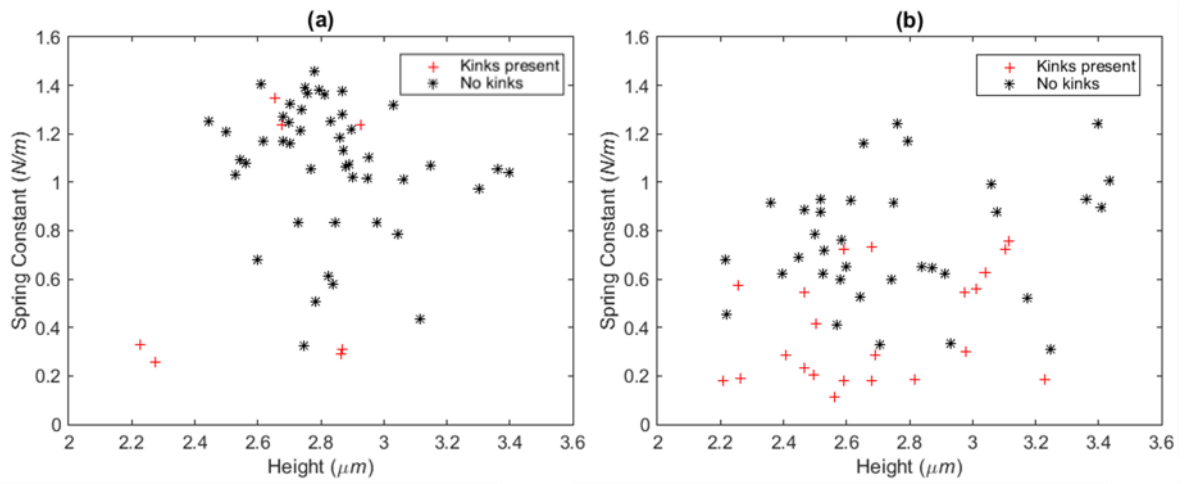 (a)
1.6
1.4
1.2
1
0.8
0.6
0.4
0.2
0
Spring Constant (N/m)
Kinks present
No kinks
2 2.2 2.4 2.6 2.8 3 3.2 3.4 3.6
Height (μm)
(b)
1.6
1.4
1.2
1
0.8
0.6
0.4
0.2
0
Spring Constant (N/m)
Kinks present
No kinks
2 2.2 2.4 2.6 2.8 3 3.2 3.4 3.6
Height (μm)